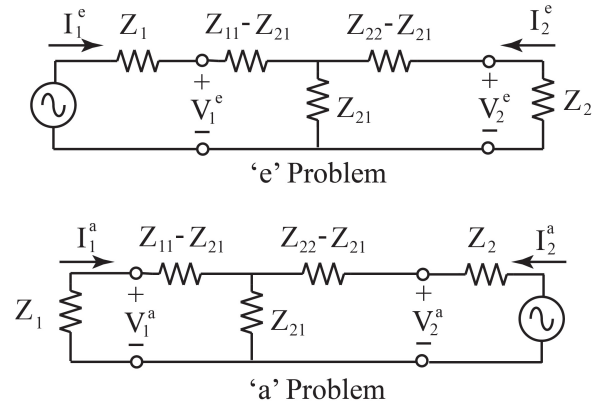 I₁ᵉ Z₁ Z₁₁-Z₂₁ Z₂₂-Z₂₁ I₂ᵉ
+ +
V₁ᵉ Z₂₁ V₂ᵉ Z₂
– –
'e' Problem
I₁ᵃ Z₁₁-Z₂₁ Z₂₂-Z₂₁ Z₂ I₂ᵃ
+ +
Z₁ V₁ᵃ Z₂₁ V₂ᵃ
– –
'a' Problem